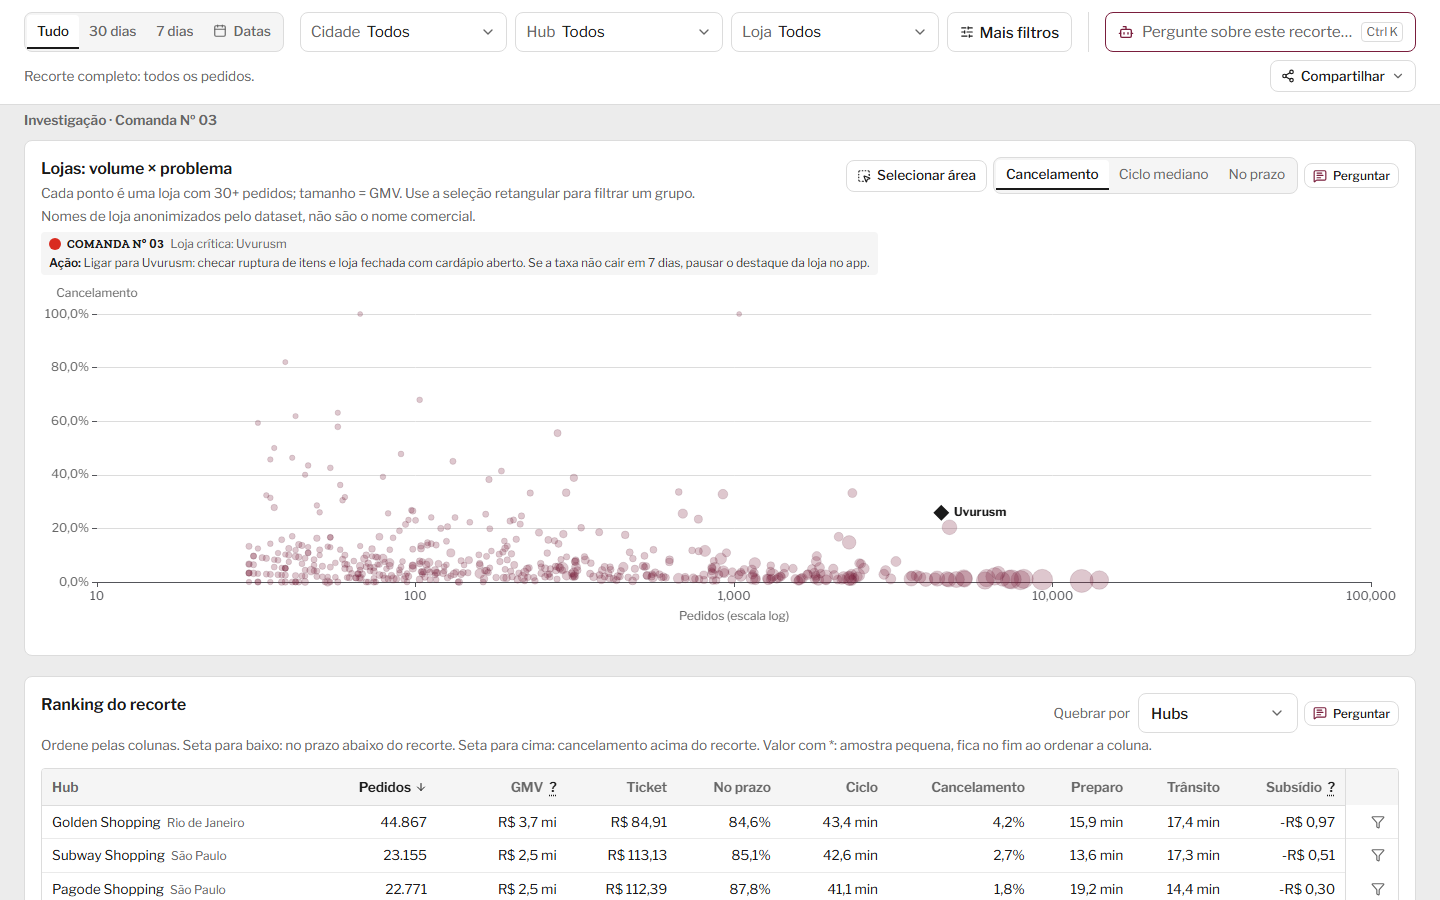 Tudo 30 dias 7 dias Datas Cidade Todos Hub Todos Loja Todos Mais filtros Pergunte sobre este recorte... Ctrl K
Recorte completo: todos os pedidos. Compartilhar
Investigação · Comanda Nº 03
Lojas: volume × problema
Cada ponto é uma loja com 30+ pedidos; tamanho = GMV. Use a seleção retangular para filtrar um grupo.
Nomes de loja anonimizados pelo dataset, não são o nome comercial.
Selecionar área Cancelamento Ciclo mediano No prazo Perguntar
COMANDA Nº 03 Loja crítica: Uvurusm
Ação: Ligar para Uvurusm: checar ruptura de itens e loja fechada com cardápio aberto. Se a taxa não cair em 7 dias, pausar o destaque da loja no app.
Cancelamento
100,0%
80,0%
60,0%
40,0%
20,0%
0,0%
Uvurusm
10 100 1,000 10,000 100,000
Pedidos (escala log)
Ranking do recorte
Quebrar por Hubs Perguntar
Ordene pelas colunas. Seta para baixo: no prazo abaixo do recorte. Seta para cima: cancelamento acima do recorte. Valor com *: amostra pequena, fica no fim ao ordenar a coluna.
Hub Pedidos ↓ GMV ? Ticket No prazo Ciclo Cancelamento Preparo Trânsito Subsídio ?
Golden Shopping Rio de Janeiro 44.867 R$ 3,7 mi R$ 84,91 84,6% 43,4 min 4,2% 15,9 min 17,4 min -R$ 0,97
Subway Shopping São Paulo 23.155 R$ 2,5 mi R$ 113,13 85,1% 42,6 min 2,7% 13,6 min 17,3 min -R$ 0,51
Pagode Shopping São Paulo 22.771 R$ 2,5 mi R$ 112,39 87,8% 41,1 min 1,8% 19,2 min 14,4 min -R$ 0,30